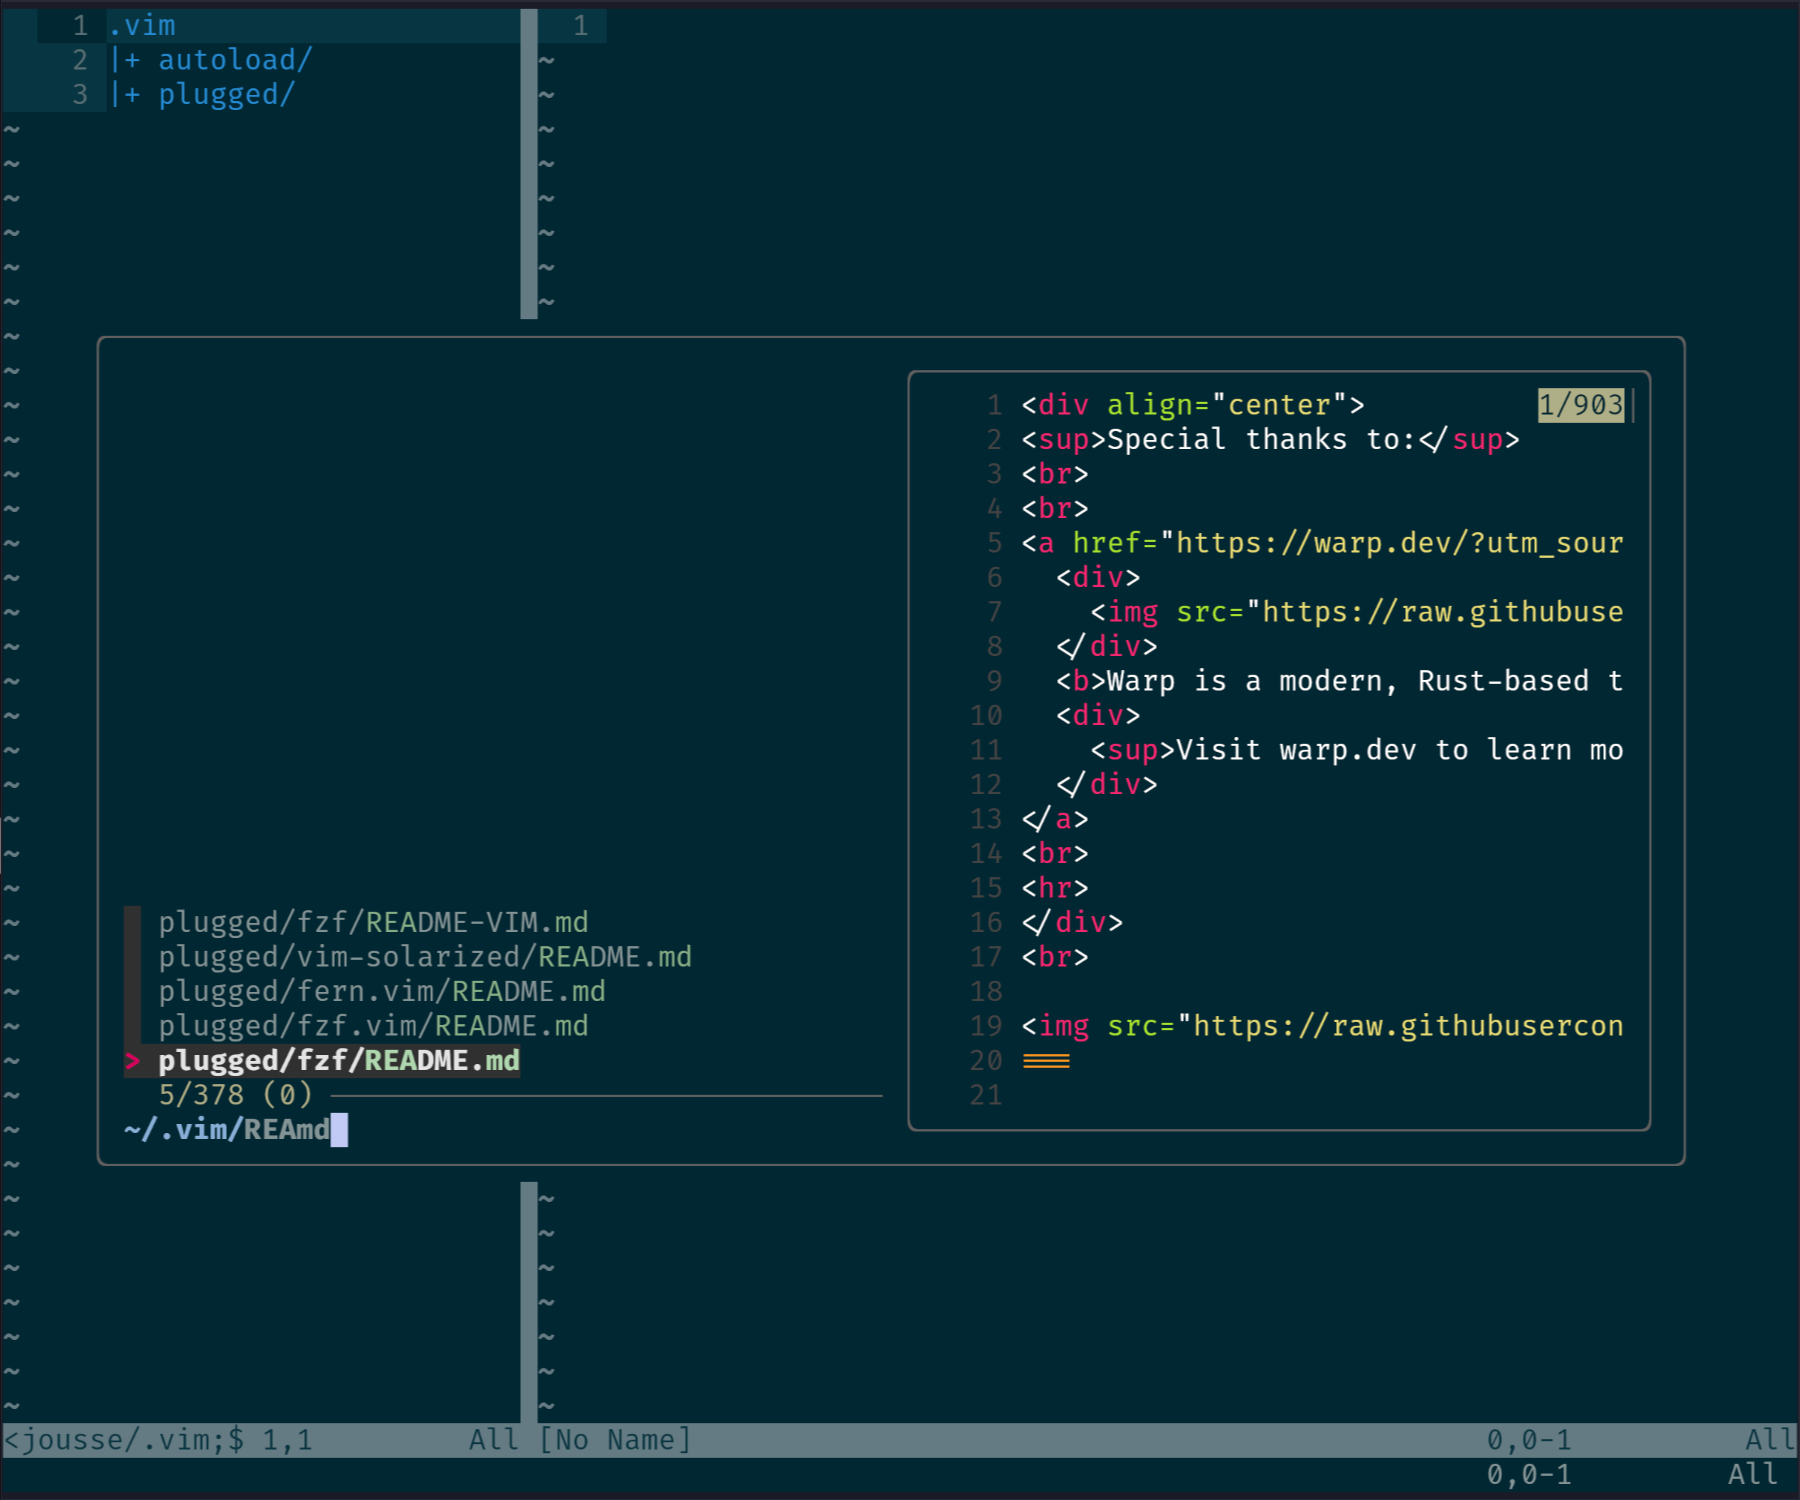 1 .vim
2 |+ autoload/
3 |+ plugged/
1
1 <div align="center"> 1/903
2 <sup>Special thanks to:</sup>
3 <br>
4 <br>
5 <a href="https://warp.dev/?utm_sour
6 <div>
7 <img src="https://raw.githubuse
8 </div>
9 <b>Warp is a modern, Rust-based t
10 <div>
11 <sup>Visit warp.dev to learn mo
12 </div>
13 </a>
14 <br>
15 <hr>
16 </div>
17 <br>
18
19 <img src="https://raw.githubusercon
20 ===
21
plugged/fzf/README-VIM.md
plugged/vim-solarized/README.md
plugged/fern.vim/README.md
plugged/fzf.vim/README.md
> plugged/fzf/README.md
5/378 (0)
~/.vim/REAmd
<jousse/.vim;$ 1,1 All [No Name] 0,0-1 All
0,0-1 All